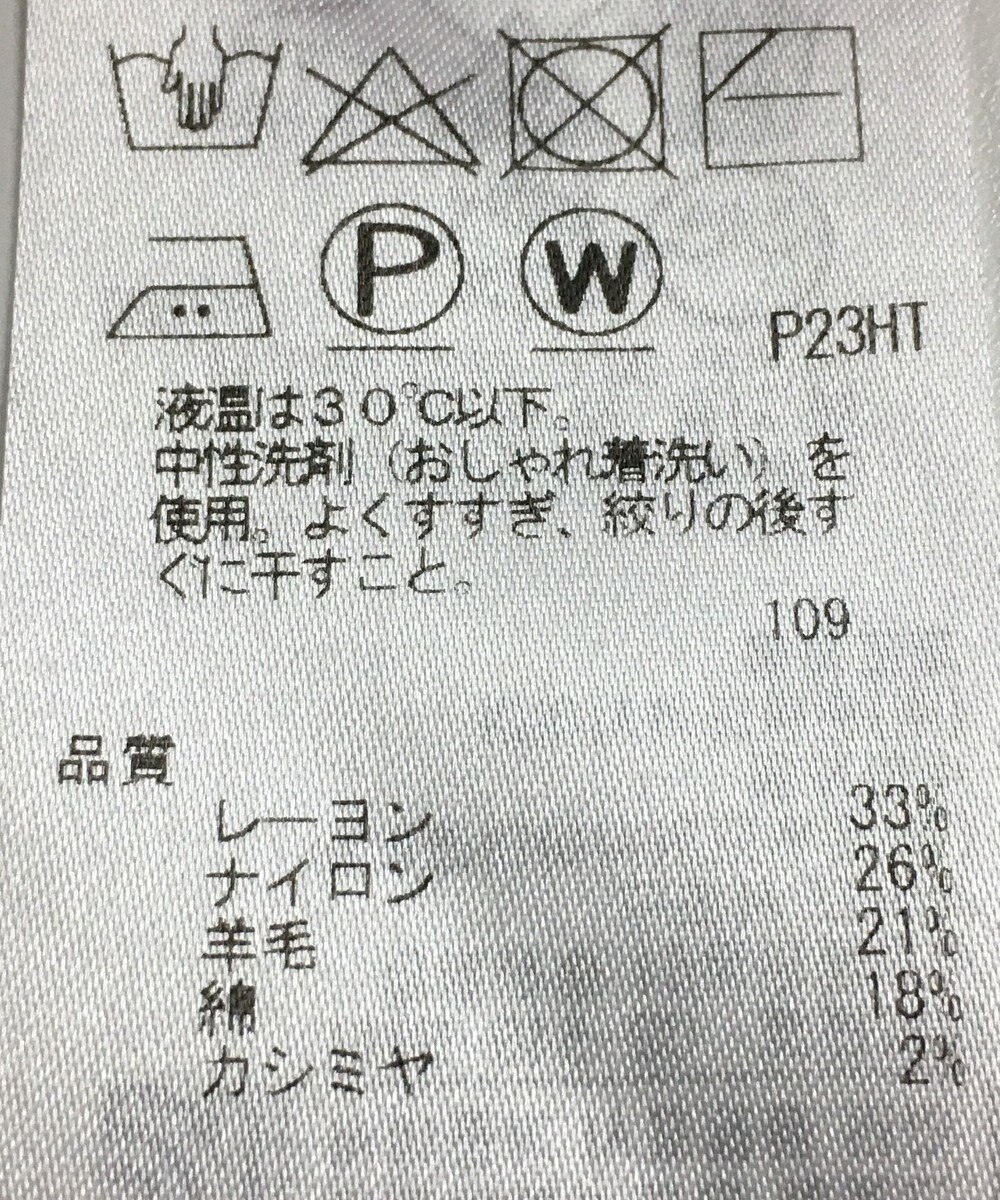 P W P23HT
液温は30℃以下。
中性洗剤（おしゃれ着洗い）を
使用。よくすすぎ、絞りの後す
ぐに干すこと。
109
品質
レーヨン 33%
ナイロン 26%
羊毛 21%
綿 18%
カシミヤ 2%